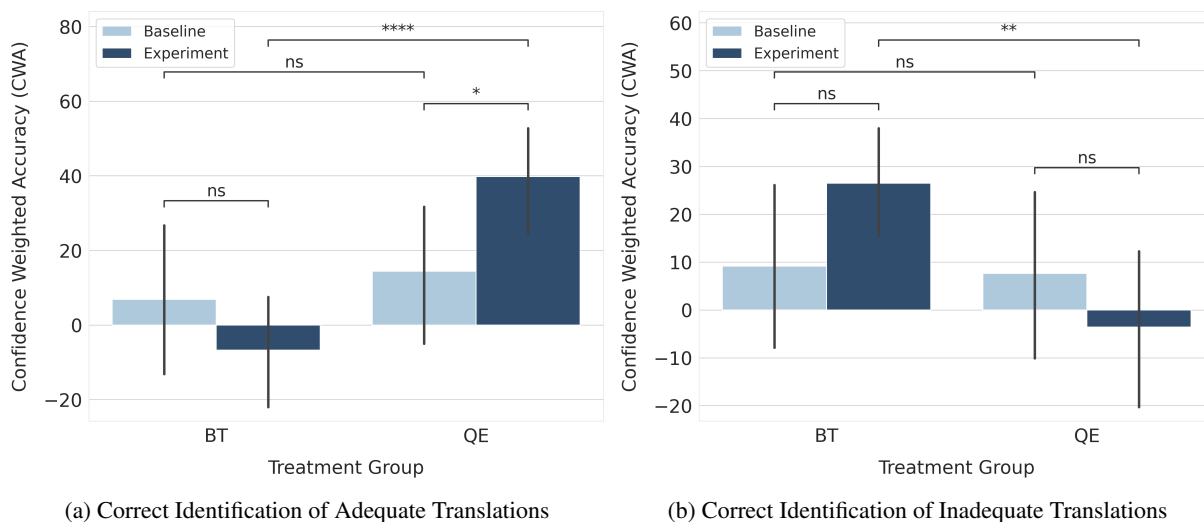 80
60
40
20
0
−20
Confidence Weighted Accuracy (CWA)
Baseline
Experiment
****
ns
*
ns
BT
QE
Treatment Group
(a) Correct Identification of Adequate Translations
60
50
40
30
20
10
0
−10
−20
Confidence Weighted Accuracy (CWA)
Baseline
Experiment
**
ns
ns
ns
BT
QE
Treatment Group
(b) Correct Identification of Inadequate Translations